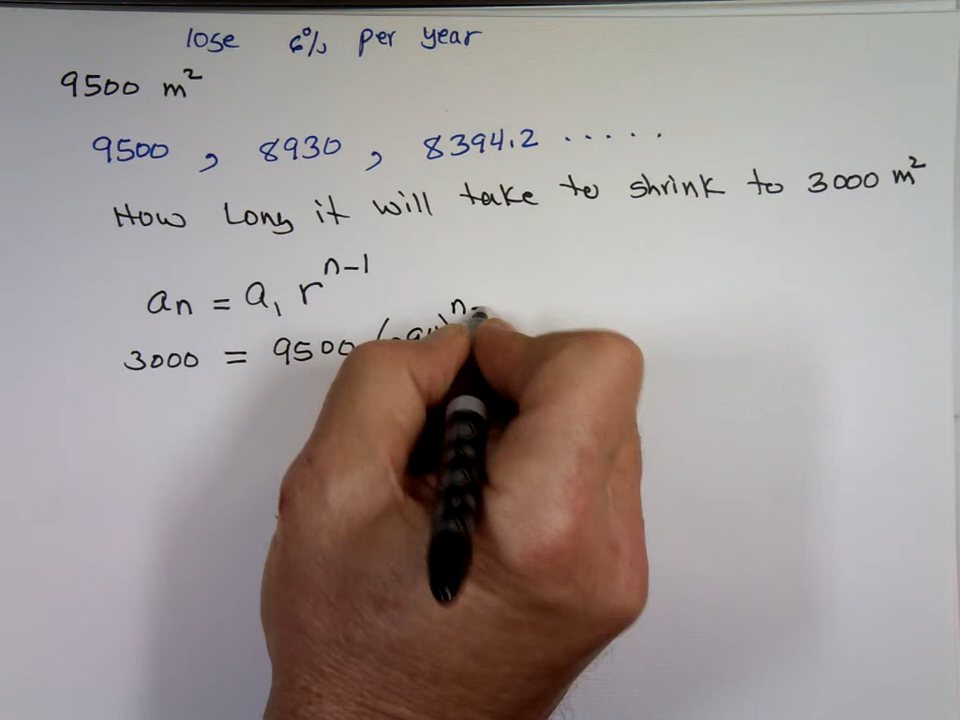 lose 6% per year
9500 m²
9500 , 8930 , 8394.2 .....
How Long it will take to shrink to 3000 m²
an = a₁ rⁿ⁻¹
3000 = 9500 (.94)ⁿ⁻